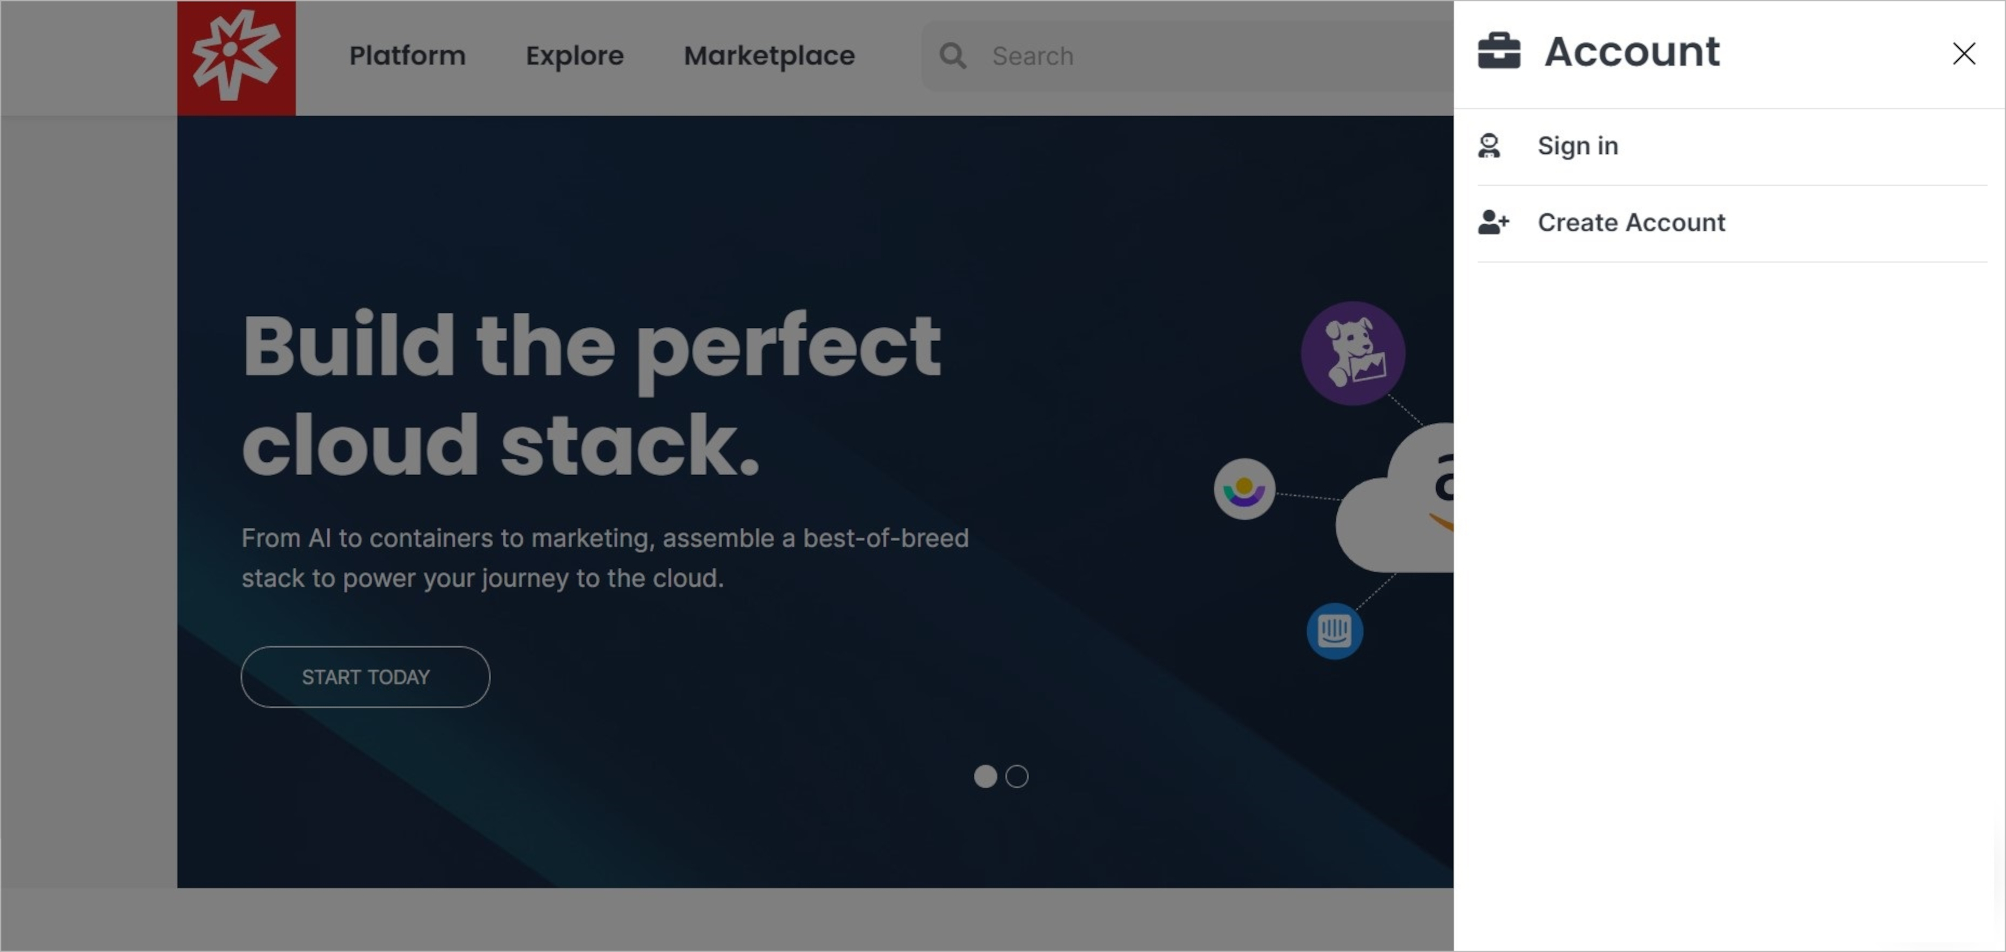 Platform
Explore
Marketplace
Search
Account
Sign in
Create Account
Build the perfect
cloud stack.
From AI to containers to marketing, assemble a best-of-breed
stack to power your journey to the cloud.
START TODAY
a